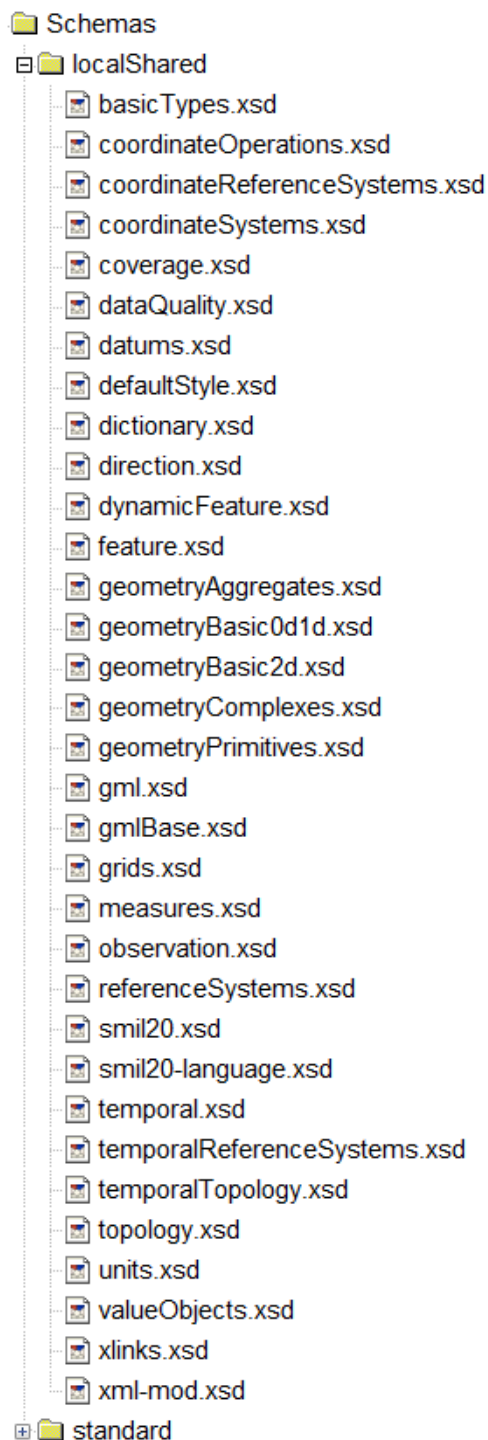 Schemas
localShared
basicTypes.xsd
coordinateOperations.xsd
coordinateReferenceSystems.xsd
coordinateSystems.xsd
coverage.xsd
dataQuality.xsd
datums.xsd
defaultStyle.xsd
dictionary.xsd
direction.xsd
dynamicFeature.xsd
feature.xsd
geometryAggregates.xsd
geometryBasic0d1d.xsd
geometryBasic2d.xsd
geometryComplexes.xsd
geometryPrimitives.xsd
gml.xsd
gmlBase.xsd
grids.xsd
measures.xsd
observation.xsd
referenceSystems.xsd
smil20.xsd
smil20-language.xsd
temporal.xsd
temporalReferenceSystems.xsd
temporalTopology.xsd
topology.xsd
units.xsd
valueObjects.xsd
xlinks.xsd
xml-mod.xsd
standard